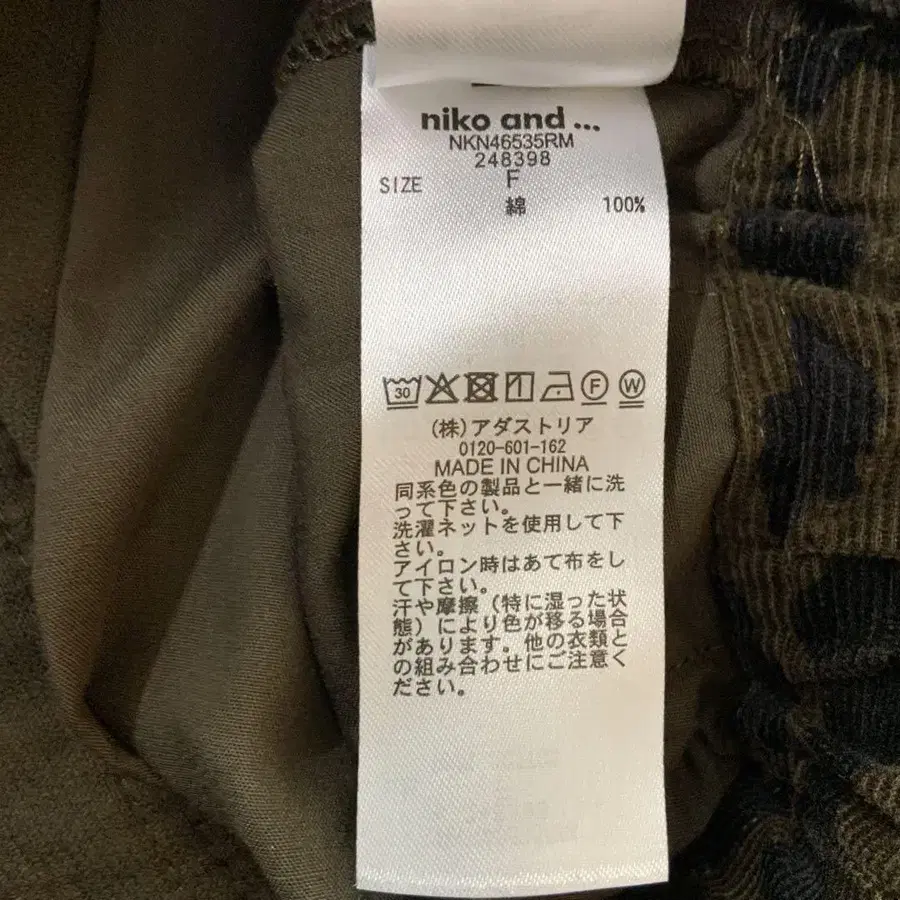 niko and ...
NKN46535RM
248398
SIZE F
綿 100%
30 F W
(株)アダストリア
0120-601-162
MADE IN CHINA
同系色の製品と一緒に洗
って下さい。
洗濯ネットを使用して下
さい。
アイロン時はあて布をし
て下さい。
汗や摩擦（特に湿った状
態）により色が移る場合
があります。他の衣類と
の組み合わせにご注意く
ださい。